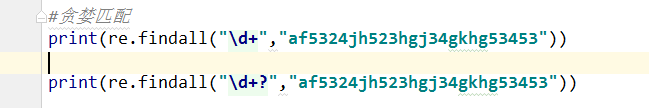 #贪婪匹配
print(re.findall("\d+","af5324jh523hgj34gkhg53453"))
print(re.findall("\d+?","af5324jh523hgj34gkhg53453"))